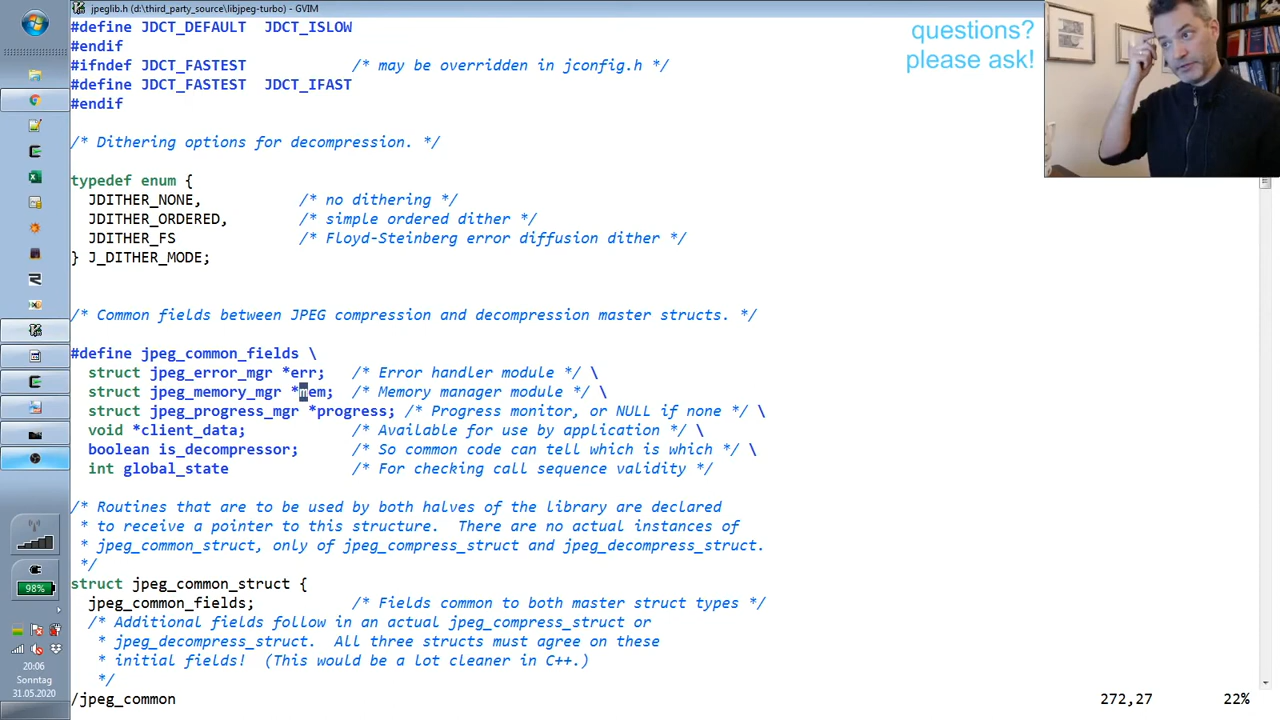 jpeglib.h (d:\third_party_source\libjpeg-turbo) - GVIM
#define JDCT_DEFAULT  JDCT_ISLOW
#endif
#ifndef JDCT_FASTEST            /* may be overridden in jconfig.h */
#define JDCT_FASTEST  JDCT_IFAST
#endif
questions?
please ask!
/* Dithering options for decompression. */
typedef enum {
  JDITHER_NONE,           /* no dithering */
  JDITHER_ORDERED,        /* simple ordered dither */
  JDITHER_FS              /* Floyd-Steinberg error diffusion dither */
} J_DITHER_MODE;
/* Common fields between JPEG compression and decompression master structs. */
#define jpeg_common_fields \
  struct jpeg_error_mgr *err;   /* Error handler module */ \
  struct jpeg_memory_mgr *mem;  /* Memory manager module */ \
  struct jpeg_progress_mgr *progress; /* Progress monitor, or NULL if none */ \
  void *client_data;            /* Available for use by application */ \
  boolean is_decompressor;      /* So common code can tell which is which */ \
  int global_state              /* For checking call sequence validity */
/* Routines that are to be used by both halves of the library are declared
 * to receive a pointer to this structure.  There are no actual instances of
 * jpeg_common_struct, only of jpeg_compress_struct and jpeg_decompress_struct.
 */
struct jpeg_common_struct {
  jpeg_common_fields;           /* Fields common to both master struct types */
  /* Additional fields follow in an actual jpeg_compress_struct or
   * jpeg_decompress_struct.  All three structs must agree on these
   * initial fields!  (This would be a lot cleaner in C++.)
   */
/jpeg_common
272,27
22%
98%
20:06
Sonntag
31.05.2020